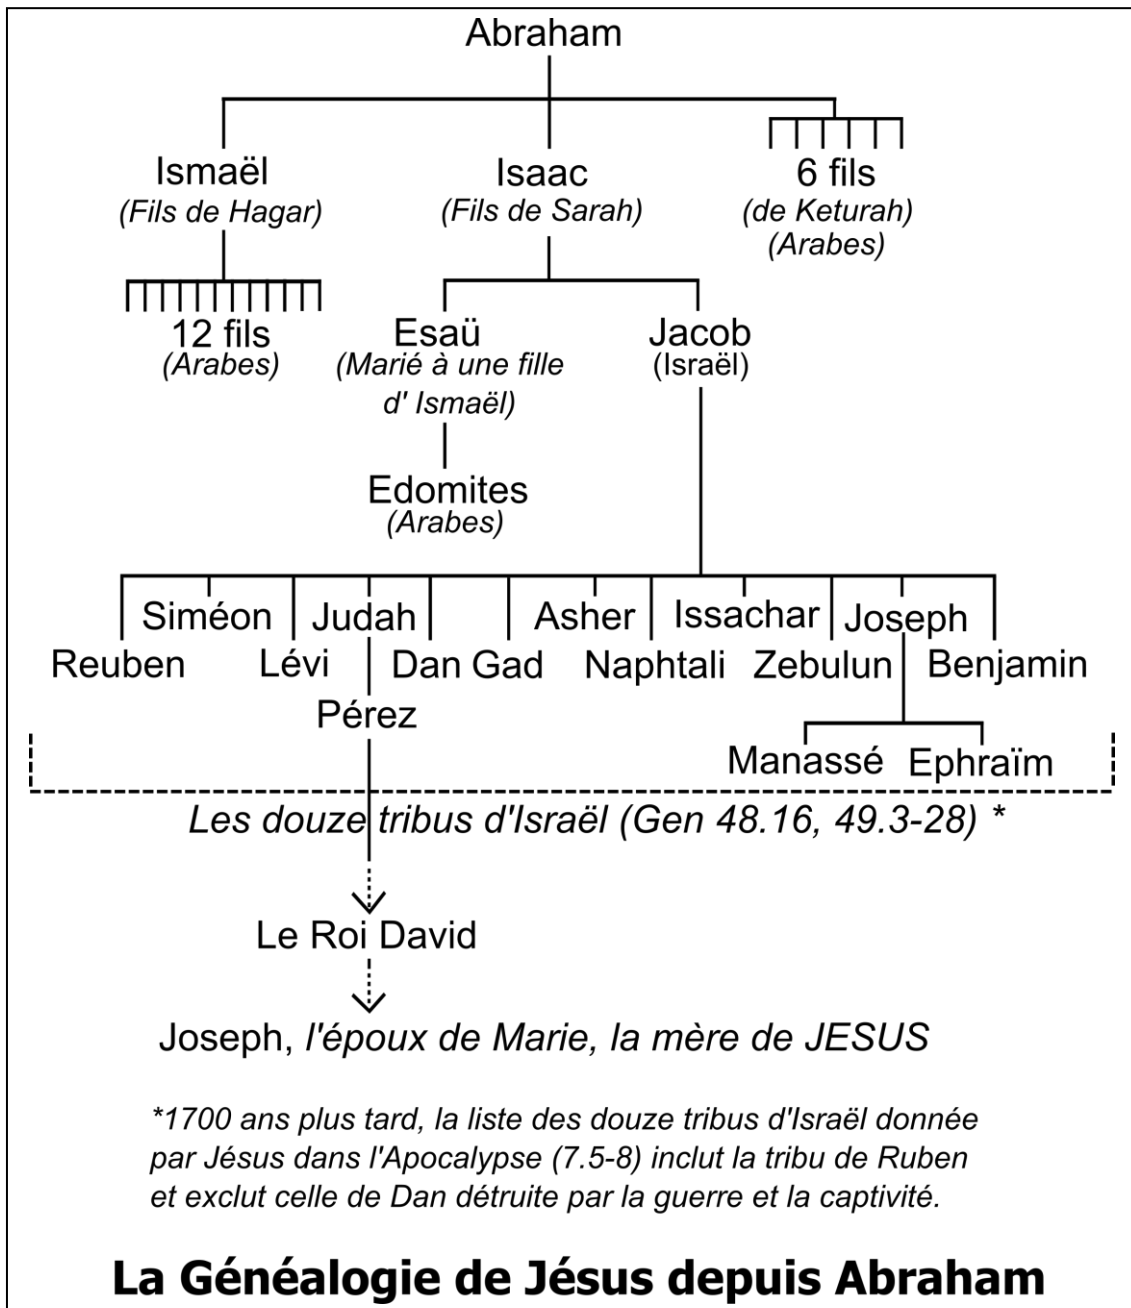 Abraham
Ismaël Isaac 6 fils
(Fils de Hagar) (Fils de Sarah) (de Keturah)
(Arabes)
12 fils Esaü Jacob
(Arabes) (Marié à une fille (Israël)
d' Ismaël)
Edomites
(Arabes)
Siméon Judah Asher Issachar Joseph
Reuben Lévi Dan Gad Naphtali Zebulun Benjamin
Pérez
Manassé Ephraïm
Les douze tribus d'Israël (Gen 48.16, 49.3-28) *
Le Roi David
Joseph, l'époux de Marie, la mère de JESUS
*1700 ans plus tard, la liste des douze tribus d'Israël donnée
par Jésus dans l'Apocalypse (7.5-8) inclut la tribu de Ruben
et exclut celle de Dan détruite par la guerre et la captivité.
La Généalogie de Jésus depuis Abraham